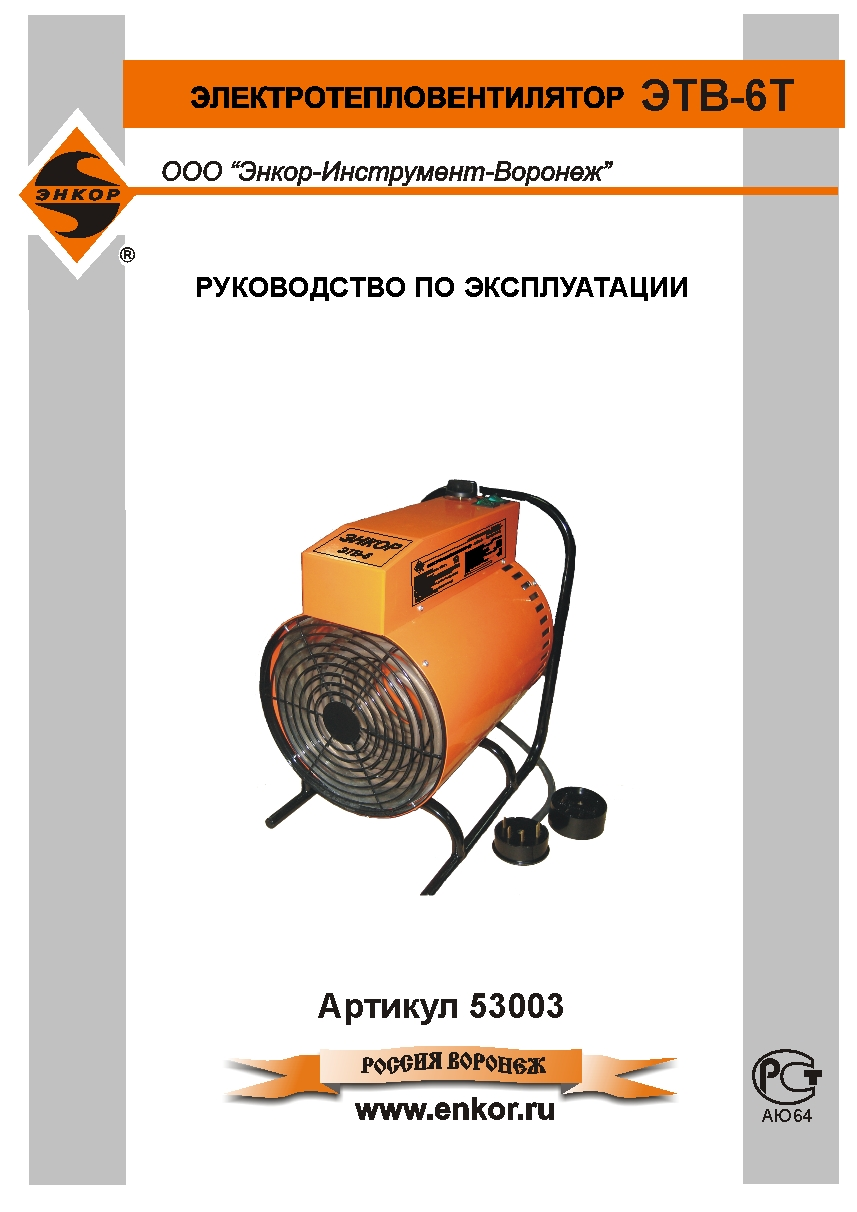 ЭЛЕКТРОТЕПЛОВЕНТИЛЯТОР ЭТВ-6Т
ООО “Энкор-Инструмент-Воронеж”
ЭНКОР
®
РУКОВОДСТВО ПО ЭКСПЛУАТАЦИИ
ЭНКОР
ЭТВ-6
Артикул 53003
РОССИЯ ВОРОНЕЖ
www.enkor.ru
РСТ
АЮ64